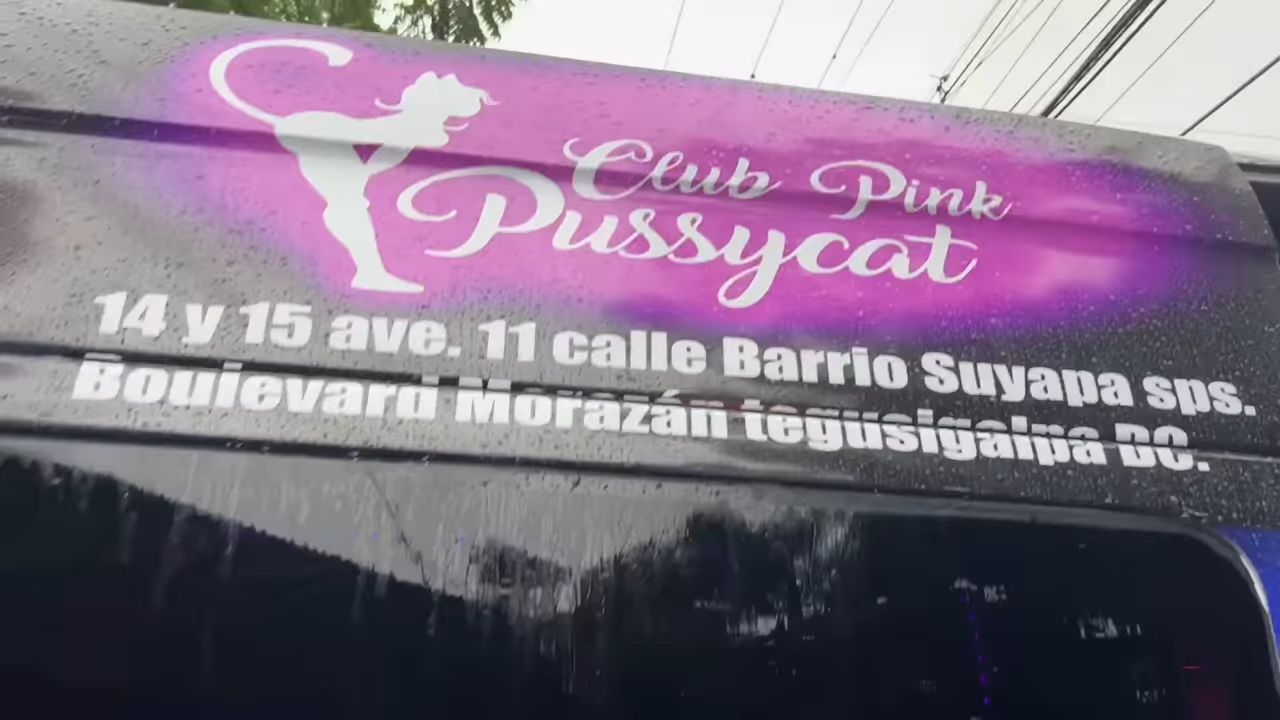 Club Pink
Pussycat
14 y 15 ave. 11 calle Barrio Suyapa sps.
Boulevard Morazán tegusigalpa DC.